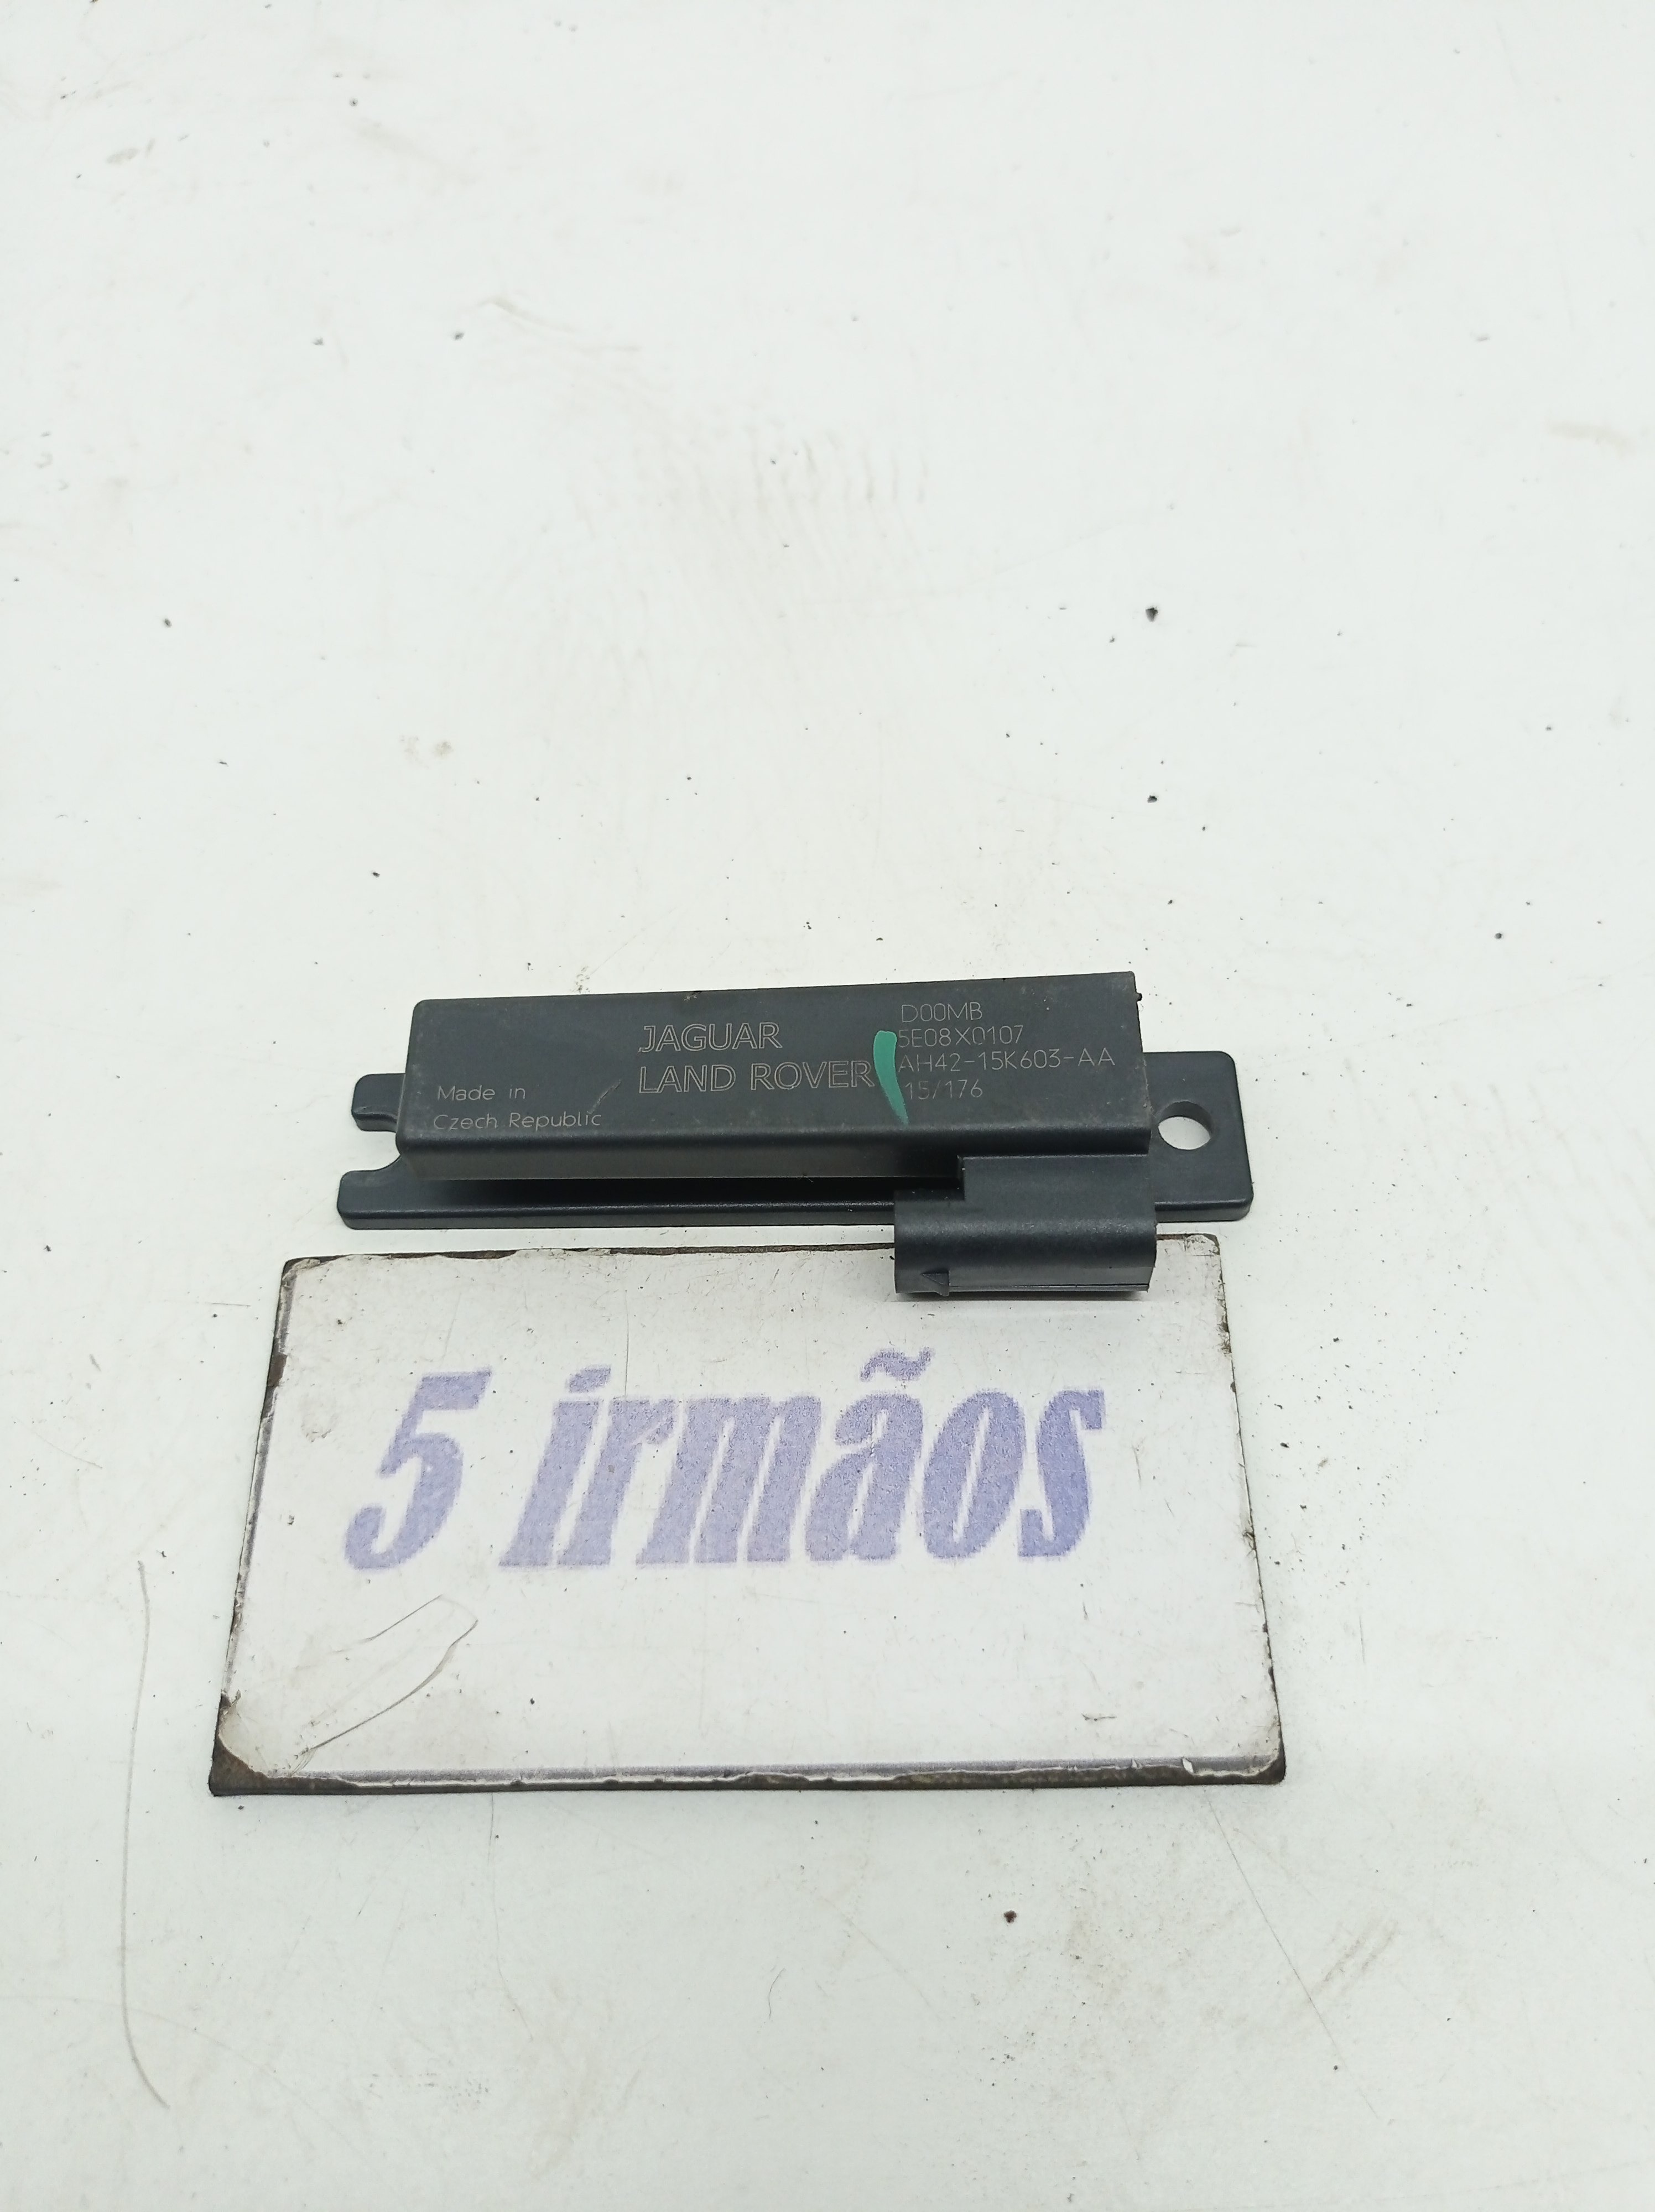 JAGUAR
LAND ROVER
Made in
Czech Republic
D00MB
5E08X0107
AH42-15K603-AA
15/176
5 irmãos